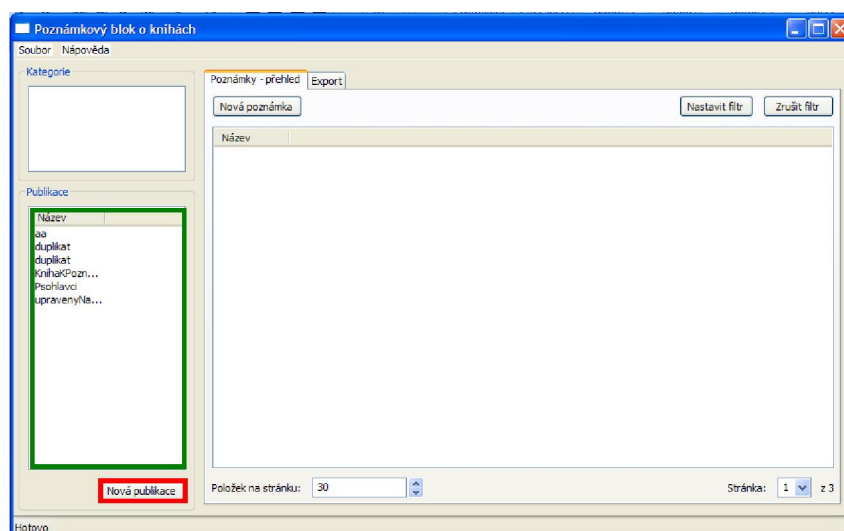 Poznámkový blok o knihách
Soubor Nápověda
Kategorie
Publikace
Název
aa
duplikat
duplikat
KnihaKPozn...
Psohlavci
upravenyNa...
Nová publikace
Poznámky - přehled Export
Nová poznámka Nastavit filtr Zrušit filtr
Název
Položek na stránku: 30 Stránka: 1 z 3
Hotovo